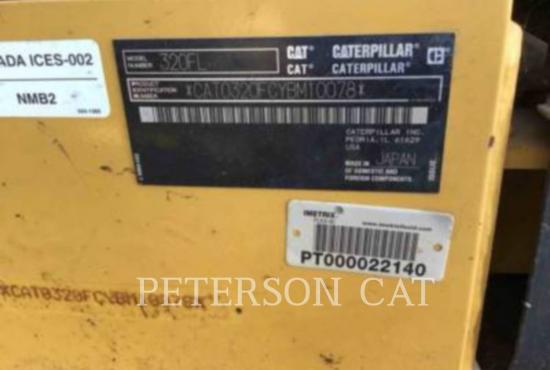 ADA ICES-002
NMB2
MODEL NUMBER 320FL
CAT CATERPILLAR
CAT® CATERPILLAR®
PRODUCT IDENTIFICATION NUMBER *CAT0320FCYBM10078*
CATERPILLAR INC.
PEORIA, IL 61629
USA
MADE IN JAPAN
OF DOMESTIC AND
FOREIGN COMPONENTS
IMETRIX
PT000022140
PETERSON CAT